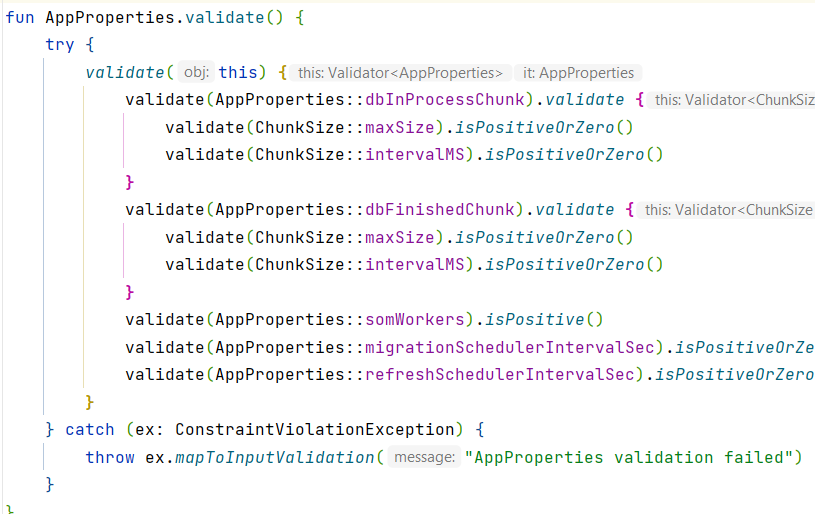 fun AppProperties.validate() {
    try {
        validate( obj: this) { this: Validator<AppProperties> it: AppProperties
            validate(AppProperties::dbInProcessChunk).validate { this: Validator<ChunkSiz
                validate(ChunkSize::maxSize).isPositiveOrZero()
                validate(ChunkSize::intervalMS).isPositiveOrZero()
            }
            validate(AppProperties::dbFinishedChunk).validate { this: Validator<ChunkSize
                validate(ChunkSize::maxSize).isPositiveOrZero()
                validate(ChunkSize::intervalMS).isPositiveOrZero()
            }
            validate(AppProperties::somWorkers).isPositive()
            validate(AppProperties::migrationSchedulerIntervalSec).isPositiveOrZe
            validate(AppProperties::refreshSchedulerIntervalSec).isPositiveOrZero
        }
    } catch (ex: ConstraintViolationException) {
        throw ex.mapToInputValidation( message: "AppProperties validation failed")
    }
}